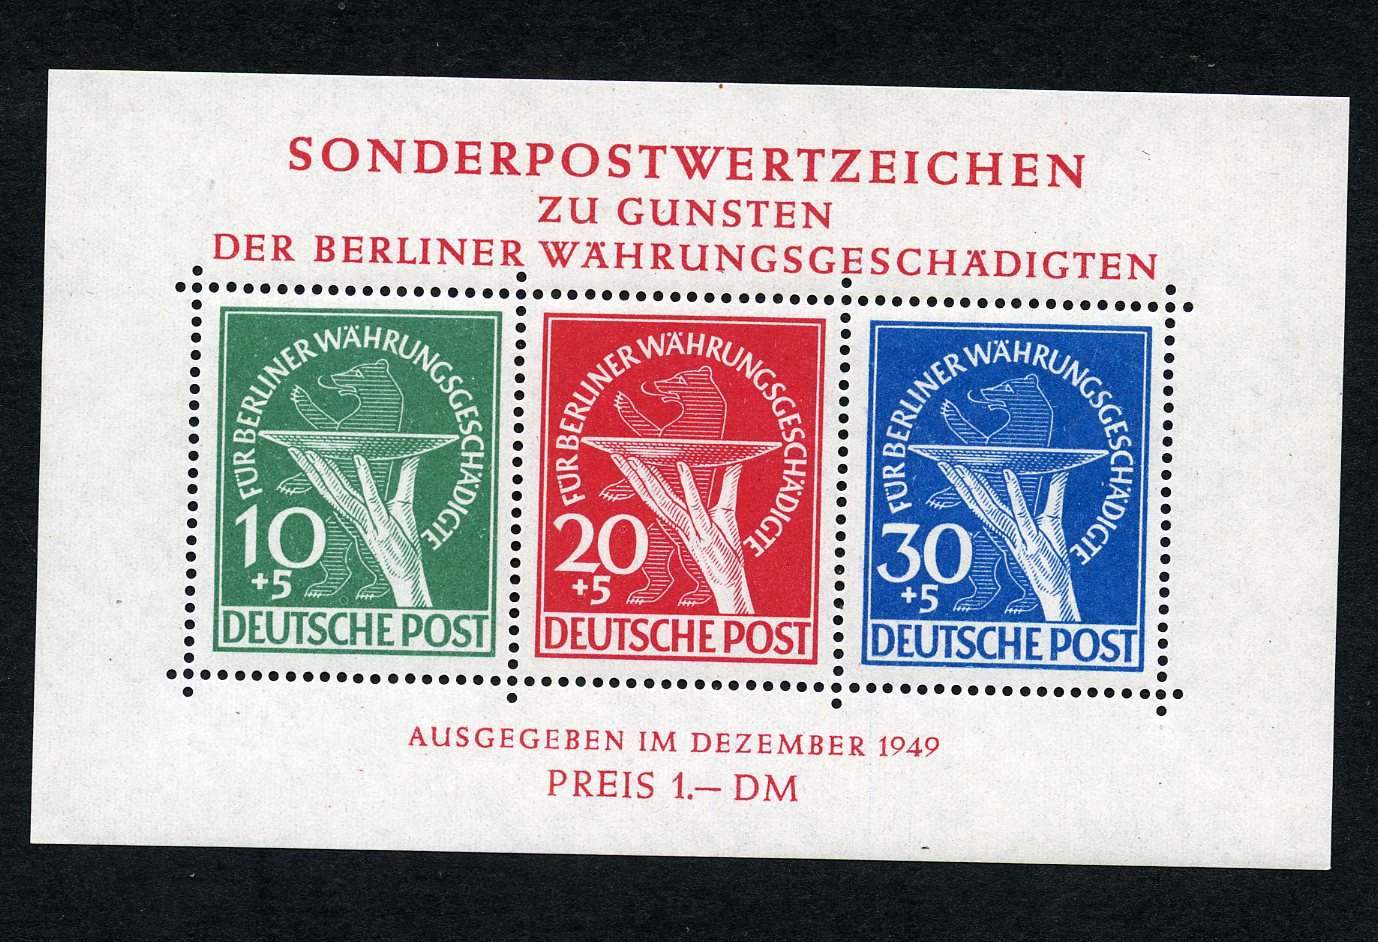 SONDERPOSTWERTZEICHEN
ZU GUNSTEN
DER BERLINER WÄHRUNGSGESCHÄDIGTEN
FÜR BERLINER WÄHRUNGSGESCHÄDIGTE
10
+5
DEUTSCHE POST
FÜR BERLINER WÄHRUNGSGESCHÄDIGTE
20
+5
DEUTSCHE POST
FÜR BERLINER WÄHRUNGSGESCHÄDIGTE
30
+5
DEUTSCHE POST
AUSGEGEBEN IM DEZEMBER 1949
PREIS 1.— DM